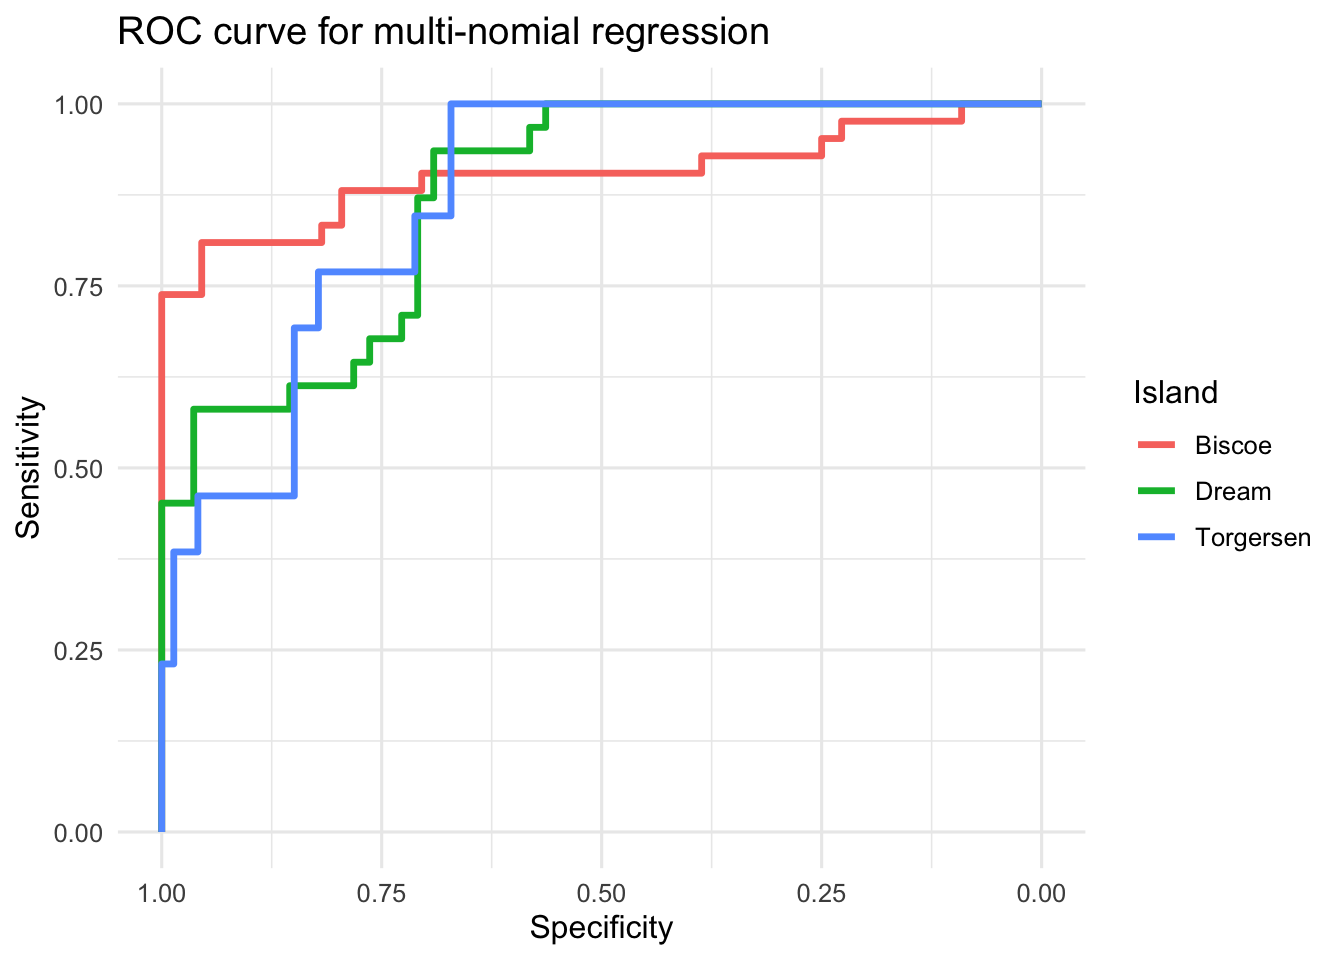 ROC curve for multi-nomial regression
1.00
0.75
0.50
0.25
0.00
Sensitivity
1.00 0.75 0.50 0.25 0.00
Specificity
Island
Biscoe
Dream
Torgersen